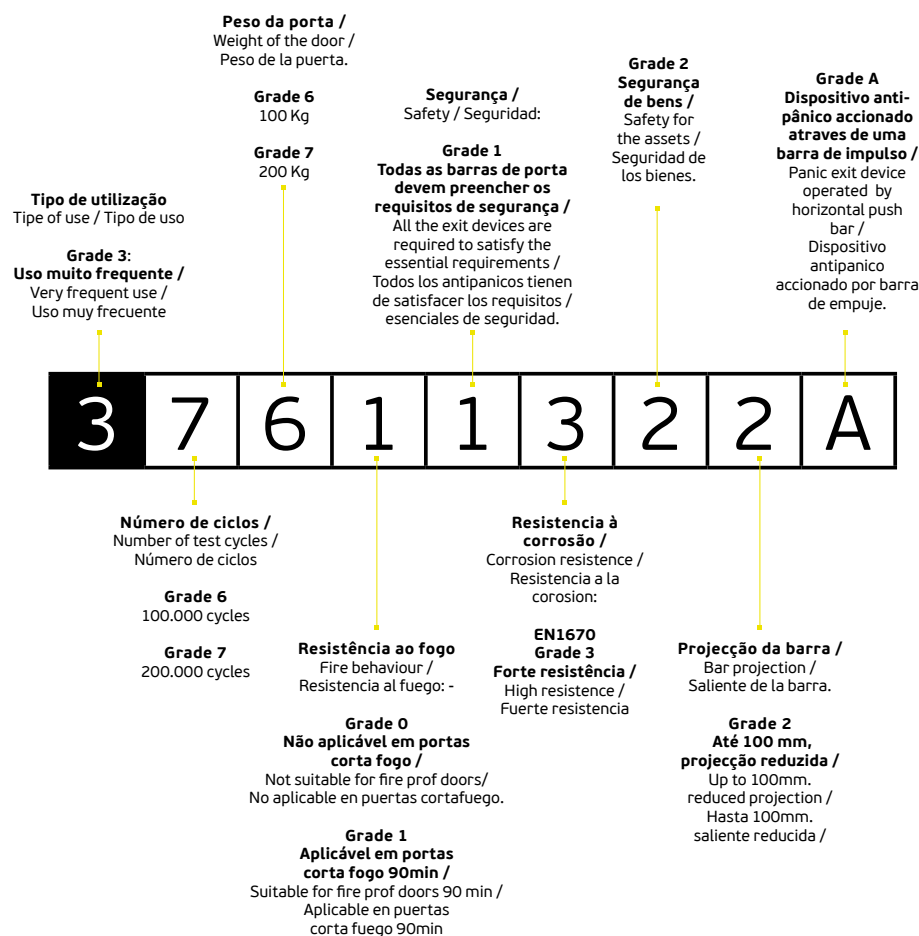 Peso da porta /
Weight of the door /
Peso de la puerta.
Grade 6
100 Kg
Grade 7
200 Kg
Segurança /
Safety / Seguridad:
Grade 1
Todas as barras de porta
devem preencher os
requisitos de segurança /
All the exit devices are
required to satisfy the
essential requirements /
Todos los antipanicos tienen
de satisfacer los requisitos /
esenciales de seguridad.
Grade 2
Segurança
de bens /
Safety for
the assets /
Seguridad de
los bienes.
Grade A
Dispositivo anti-
pânico accionado
atraves de uma
barra de impulso /
Panic exit device
operated by
horizontal push
bar /
Dispositivo
antipanico
accionado por barra
de empuje.
Tipo de utilização
Tipe of use / Tipo de uso
Grade 3:
Uso muito frequente /
Very frequent use /
Uso muy frecuente
3 7 6 1 1 3 2 2 A
Número de ciclos /
Number of test cycles /
Número de ciclos
Grade 6
100.000 cycles
Grade 7
200.000 cycles
Resistência ao fogo
Fire behaviour /
Resistencia al fuego: -
Grade 0
Não aplicável em portas
corta fogo /
Not suitable for fire prof doors/
No aplicable en puertas cortafuego.
Grade 1
Aplicável em portas
corta fogo 90min /
Suitable for fire prof doors 90 min /
Aplicable en puertas
corta fuego 90min
Resistencia à
corrosão /
Corrosion resistence /
Resistencia a la
corosion:
EN1670
Grade 3
Forte resistência /
High resistence /
Fuerte resistencia
Projecção da barra /
Bar projection /
Saliente de la barra.
Grade 2
Até 100 mm,
projecção reduzida /
Up to 100mm.
reduced projection /
Hasta 100mm.
saliente reducida /